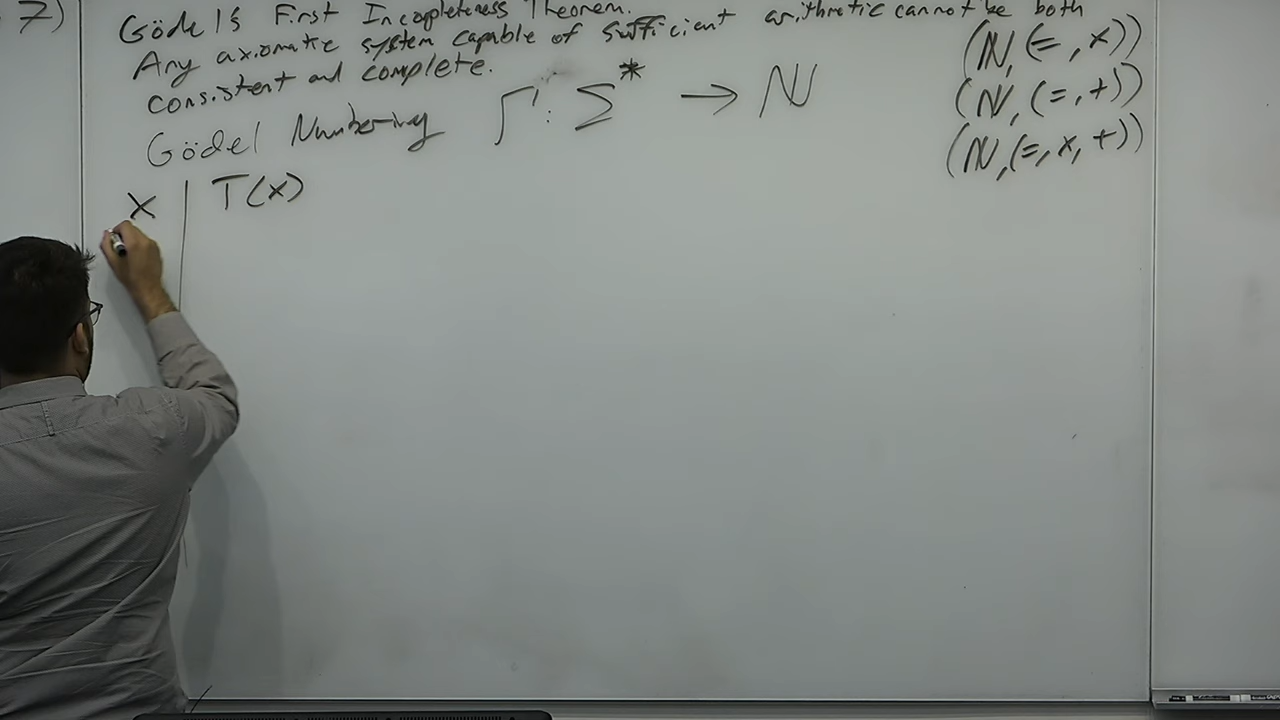 7)
Gödel's First Incompleteness Theorem.
Any axiomatic system capable of sufficient arithmetic cannot be both
consistent and complete.
(ℕ, (=, ×))
(ℕ, (=, +))
(ℕ, (=, ×, +))
Gödel Numbering Γ: Σ* → ℕ
x | Γ(x)